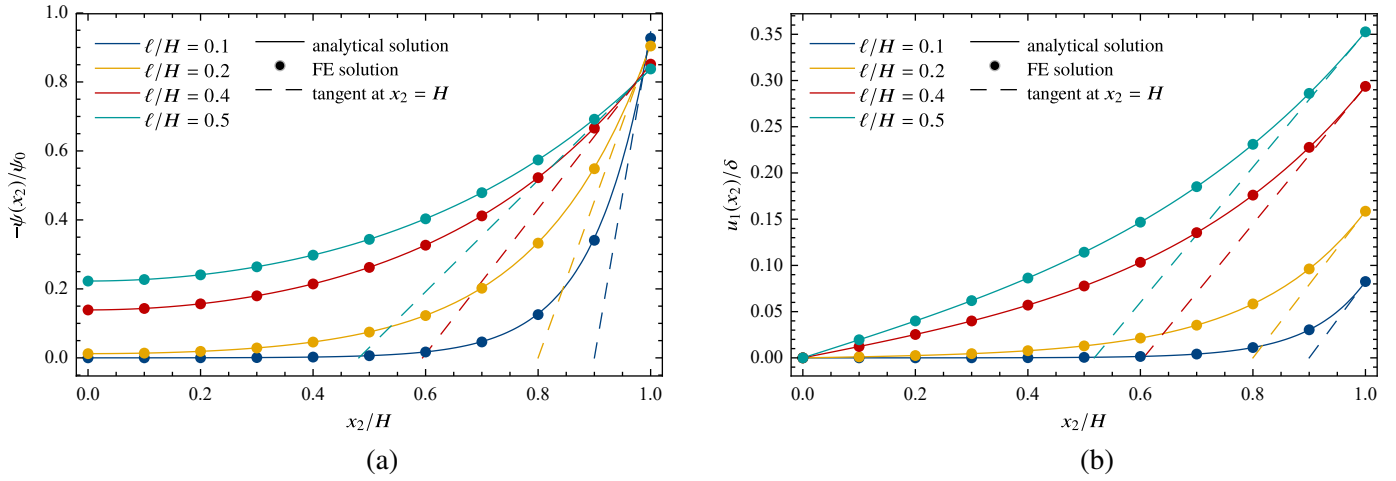 1.0
0.8
0.6
0.4
0.2
0.0
−ψ(x₂)/ψ₀
ℓ/H = 0.1
ℓ/H = 0.2
ℓ/H = 0.4
ℓ/H = 0.5
analytical solution
FE solution
tangent at x₂ = H
0.0 0.2 0.4 0.6 0.8 1.0
x₂/H
(a)
0.35
0.30
0.25
0.20
0.15
0.10
0.05
0.00
u₁(x₂)/δ
ℓ/H = 0.1
ℓ/H = 0.2
ℓ/H = 0.4
ℓ/H = 0.5
analytical solution
FE solution
tangent at x₂ = H
0.0 0.2 0.4 0.6 0.8 1.0
x₂/H
(b)